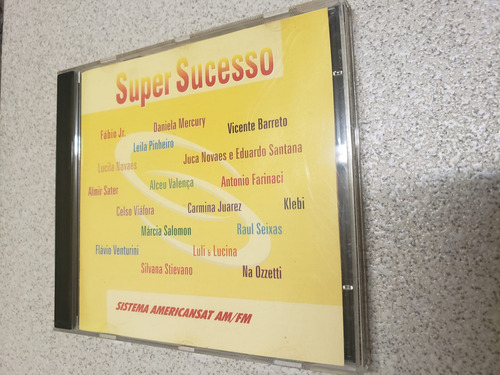 Super Sucesso
Fábio Jr.
Daniela Mercury
Vicente Barreto
Leila Pinheiro
Lucila Novaes
Juca Novaes e Eduardo Santana
Almir Sater
Alceu Valença
Antonio Farinaci
Celso Viáfora
Carmina Juarez
Klebi
Márcia Salomon
Raul Seixas
Flávio Venturini
Luli & Lucina
Silvana Stievano
Na Ozzetti
SISTEMA AMERICANSAT AM/FM